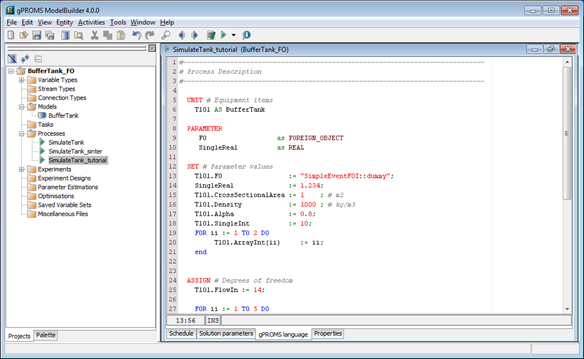 gPROMS ModelBuilder 4.0.0
File Edit View Entity Activities Tools Window Help
BufferTank_FO
Variable Types
Stream Types
Connection Types
Models
BufferTank
Tasks
Processes
SimulateTank
SimulateTank_sinter
SimulateTank_tutorial
Experiments
Experiment Designs
Parameter Estimations
Optimisations
Saved Variable Sets
Miscellaneous Files
Projects Palette
SimulateTank_tutorial (BufferTank_FO)
1 #----------------------------------------------------------------
2 # Process Description
3 #----------------------------------------------------------------
4
5 UNIT # Equipment items
6 T101 AS BufferTank
7
8 PARAMETER
9 FO as FOREIGN_OBJECT
10 SingleReal as REAL
11
12 SET # Parameter values
13 T101.FO := "SimpleEventFOI::dummy";
14 SingleReal := 1.234;
15 T101.CrossSectionalArea := 1 ; # m2
16 T101.Density := 1000 ; # kg/m3
17 T101.Alpha := 0.8;
18 T101.SingleInt := 10;
19 FOR ii := 1 TO 2 DO
20 T101.ArrayInt(ii) := ii;
21 end
22
23
24 ASSIGN # Degrees of freedom
25 T101.FlowIn := 14;
26
27 FOR ii := 1 TO 5 DO
13:56 INS
Schedule Solution parameters gPROMS language Properties